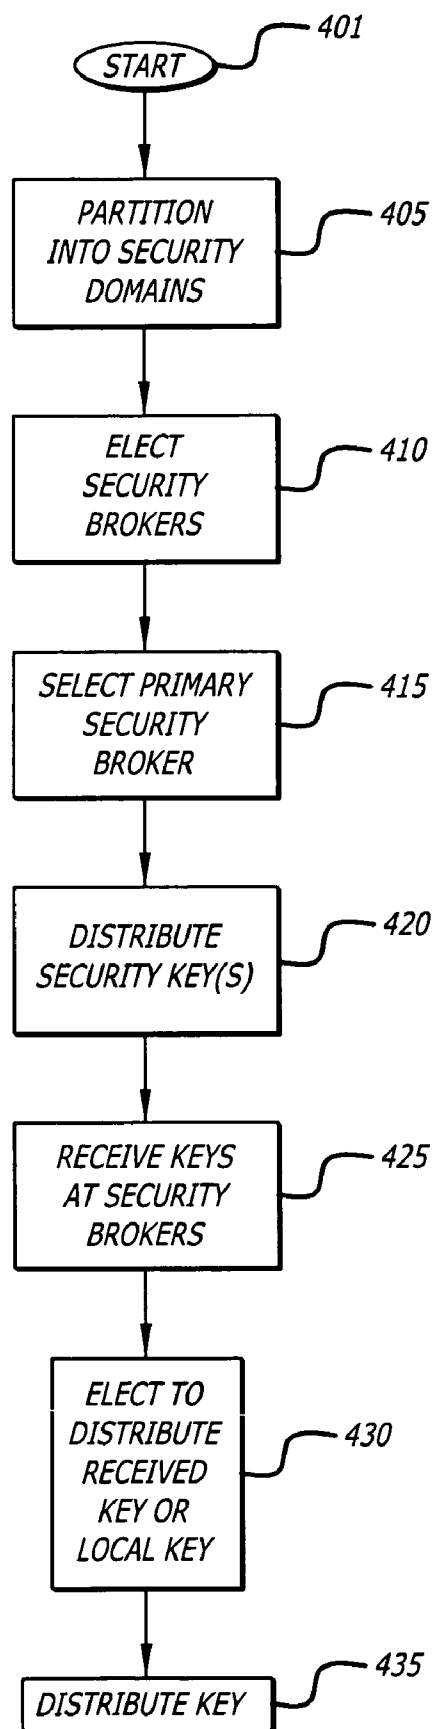 401
START
PARTITION
INTO SECURITY
DOMAINS
405
ELECT
SECURITY
BROKERS
410
SELECT PRIMARY
SECURITY
BROKER
415
DISTRIBUTE
SECURITY KEY(S)
420
RECEIVE KEYS
AT SECURITY
BROKERS
425
ELECT TO
DISTRIBUTE
RECEIVED
KEY OR
LOCAL KEY
430
DISTRIBUTE KEY
435